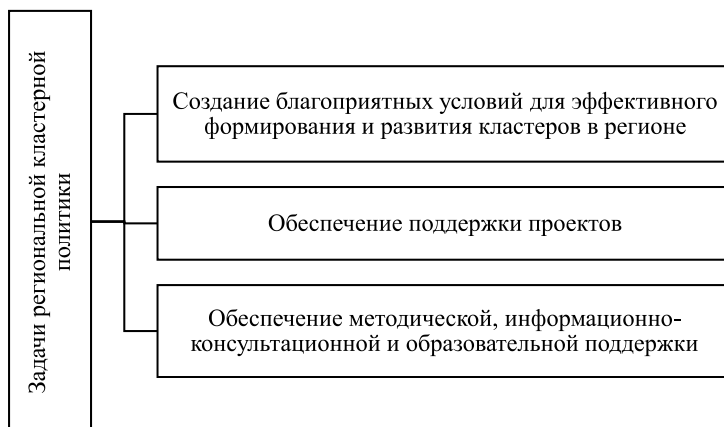 Задачи региональной кластерной
политики
Создание благоприятных условий для эффективного
формирования и развития кластеров в регионе
Обеспечение поддержки проектов
Обеспечение методической, информационно-
консультационной и образовательной поддержки